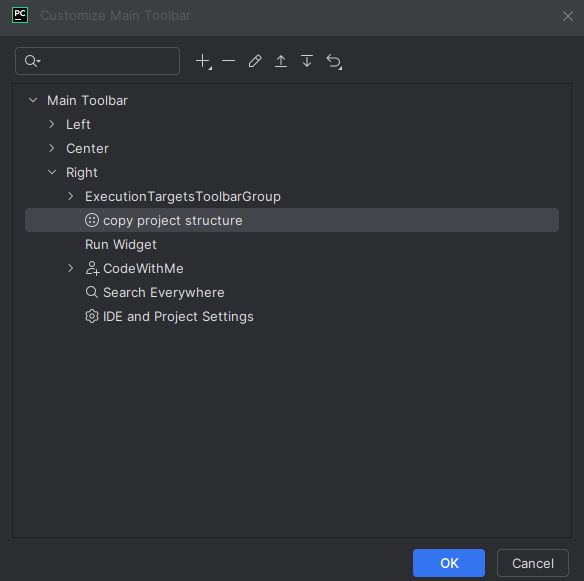 PC
Customize Main Toolbar
Main Toolbar
Left
Center
Right
ExecutionTargetsToolbarGroup
copy project structure
Run Widget
CodeWithMe
Search Everywhere
IDE and Project Settings
OK Cancel